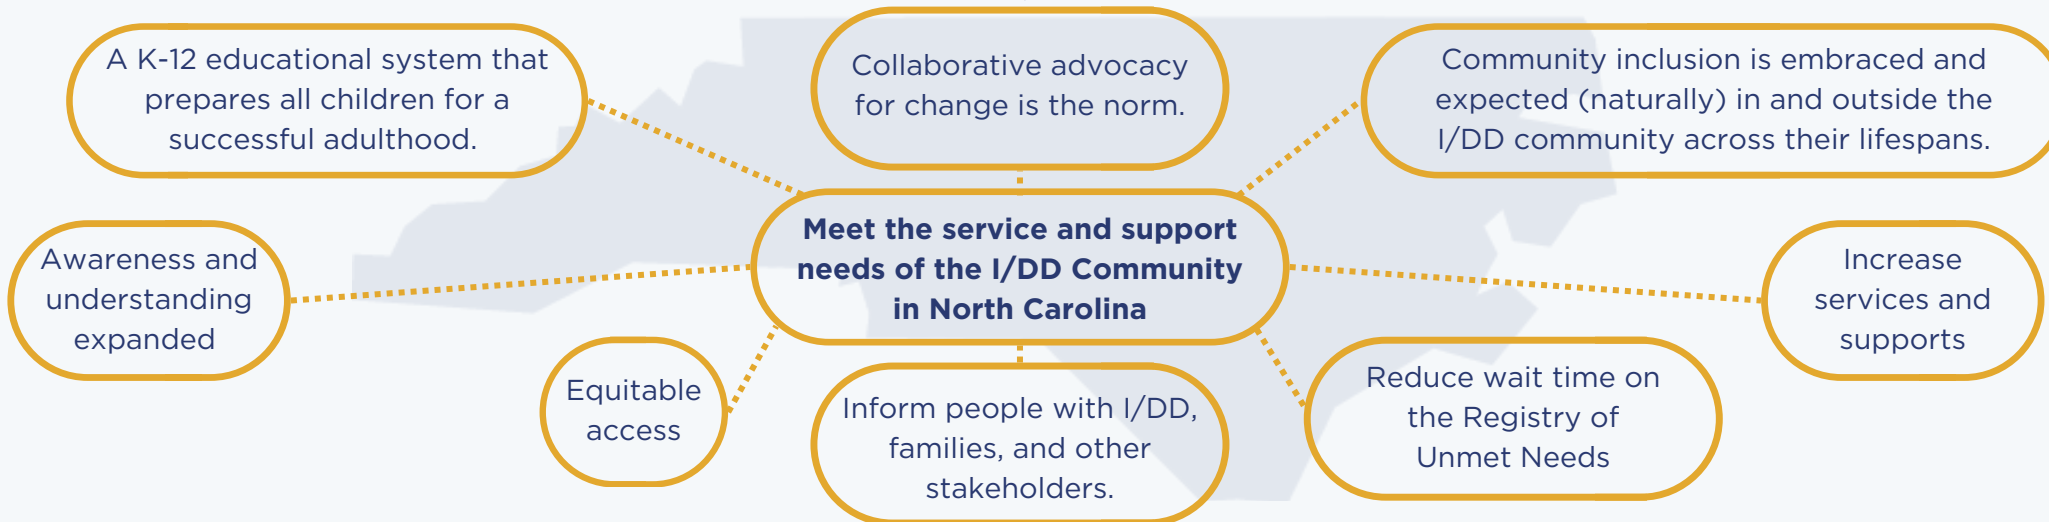 A K-12 educational system that
prepares all children for a
successful adulthood.
Collaborative advocacy
for change is the norm.
Community inclusion is embraced and
expected (naturally) in and outside the
I/DD community across their lifespans.
Awareness and
understanding
expanded
Meet the service and support
needs of the I/DD Community
in North Carolina
Increase
services and
supports
Equitable
access
Inform people with I/DD,
families, and other
stakeholders.
Reduce wait time on
the Registry of
Unmet Needs